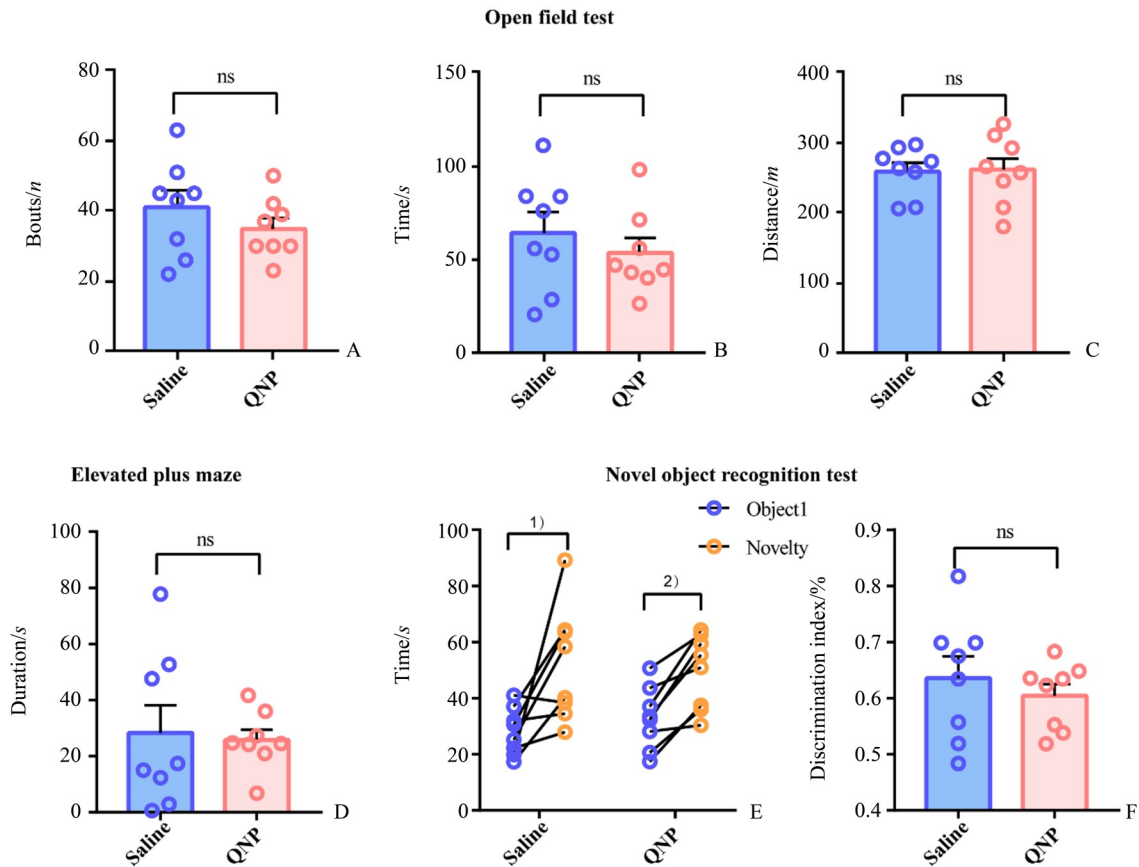 Open field test
80
60
40
20
0
Bouts/n
ns
Saline
QNP
A
150
100
50
0
Time/s
ns
Saline
QNP
B
400
300
200
100
0
Distance/m
ns
Saline
QNP
C
Elevated plus maze
100
80
60
40
20
0
Duration/s
ns
Saline
QNP
D
Novel object recognition test
Object1
Novelty
100
80
60
40
20
0
Time/s
1)
2)
Saline
QNP
E
0.9
0.8
0.7
0.6
0.5
0.4
Discrimination index/%
ns
Saline
QNP
F